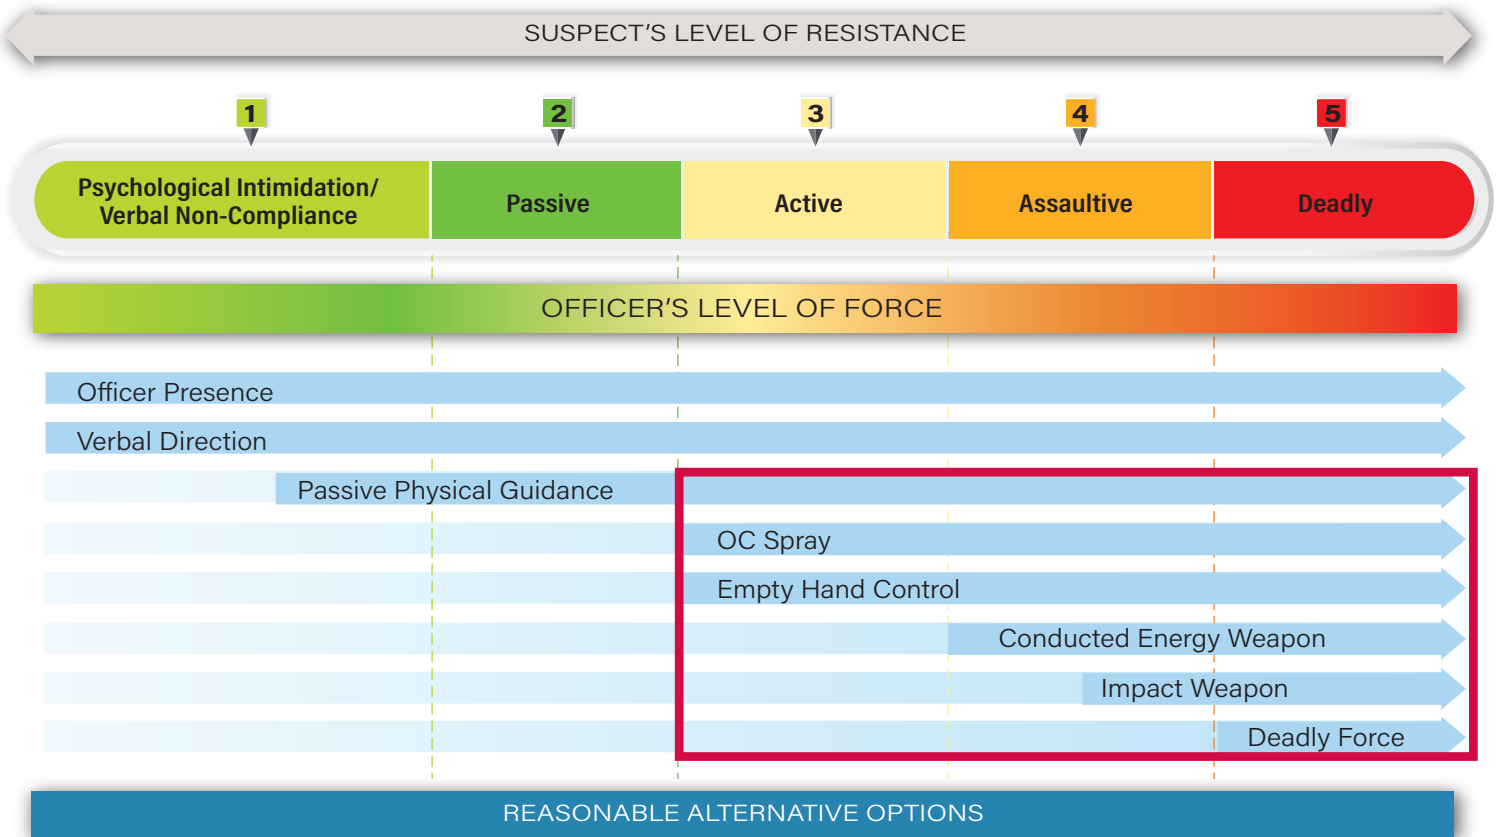 SUSPECT'S LEVEL OF RESISTANCE
1
2
3
4
5
Psychological Intimidation/
Verbal Non-Compliance
Passive
Active
Assaultive
Deadly
OFFICER'S LEVEL OF FORCE
Officer Presence
Verbal Direction
Passive Physical Guidance
OC Spray
Empty Hand Control
Conducted Energy Weapon
Impact Weapon
Deadly Force
REASONABLE ALTERNATIVE OPTIONS